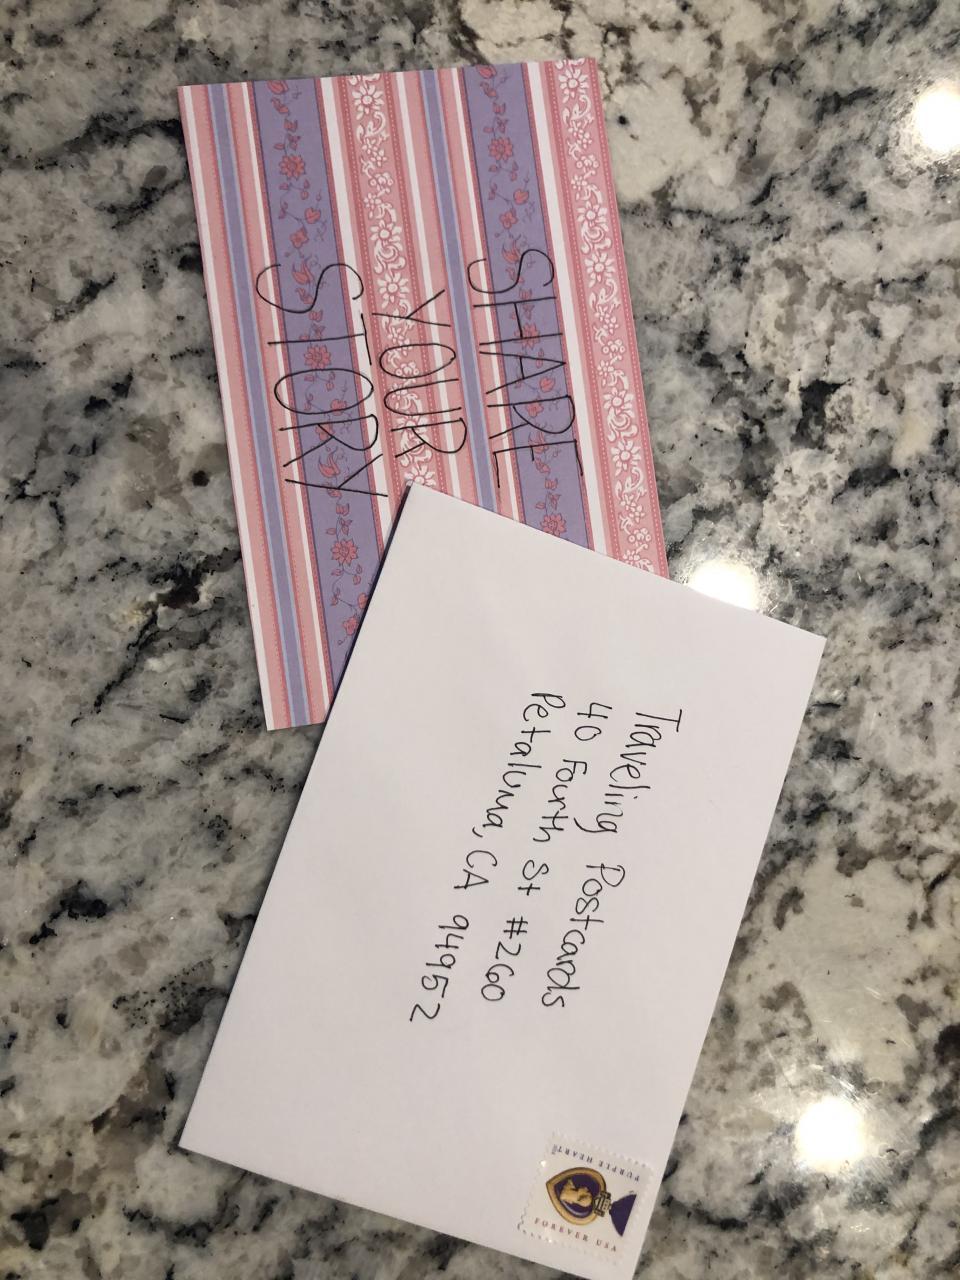 SHARE
YOUR
STORY
Traveling Postcards
40 Fourth St #260
Petaluma, CA 94952
PURPLE HEART
FOREVER USA